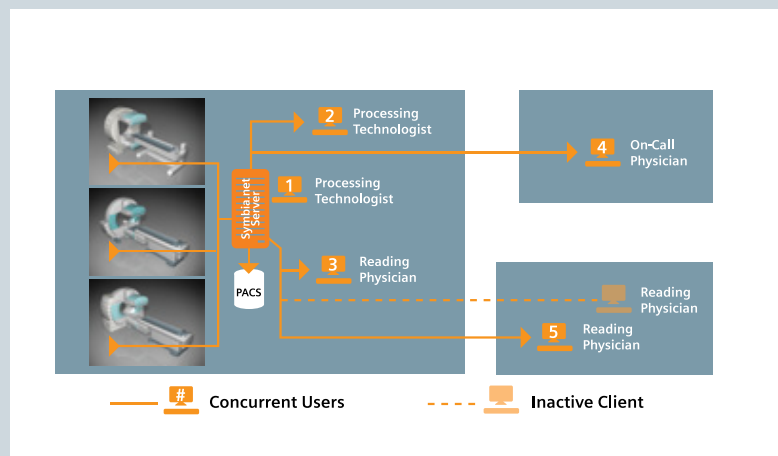 2
Processing
Technologist
4
On-Call
Physician
Symbia.net
Server
1
Processing
Technologist
3
Reading
Physician
PACS
Reading
Physician
5
Reading
Physician
#
Concurrent Users
Inactive Client